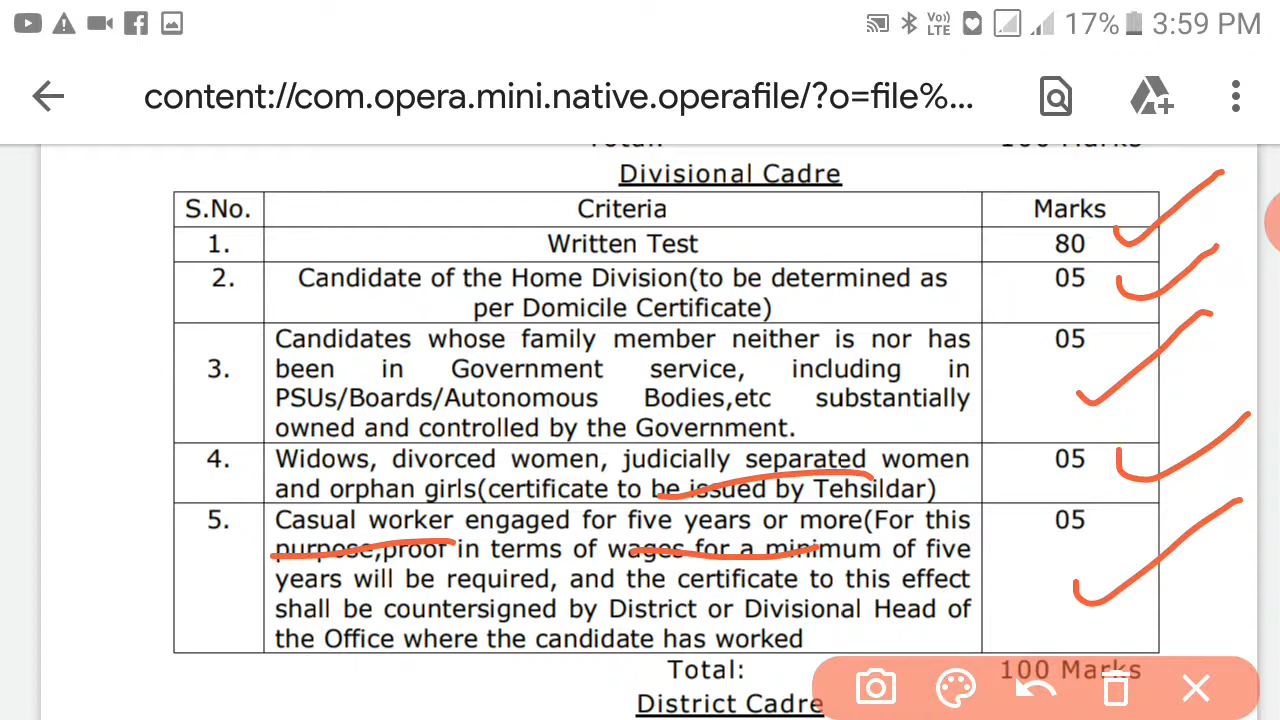 Vo)
LTE
17% 3:59 PM
content://com.opera.mini.native.operafile/?o=file%...
Total: 100 Marks
Divisional Cadre
S.No. Criteria Marks
1. Written Test 80
2. Candidate of the Home Division(to be determined as 05
per Domicile Certificate)
Candidates whose family member neither is nor has 05
3. been in Government service, including in
PSUs/Boards/Autonomous Bodies,etc substantially
owned and controlled by the Government.
4. Widows, divorced women, judicially separated women 05
and orphan girls(certificate to be issued by Tehsildar)
Casual worker engaged for five years or more(For this 05
purpose,proof in terms of wages for a minimum of five
5. years will be required, and the certificate to this effect
shall be countersigned by District or Divisional Head of
the Office where the candidate has worked
Total: 100 Marks
District Cadre